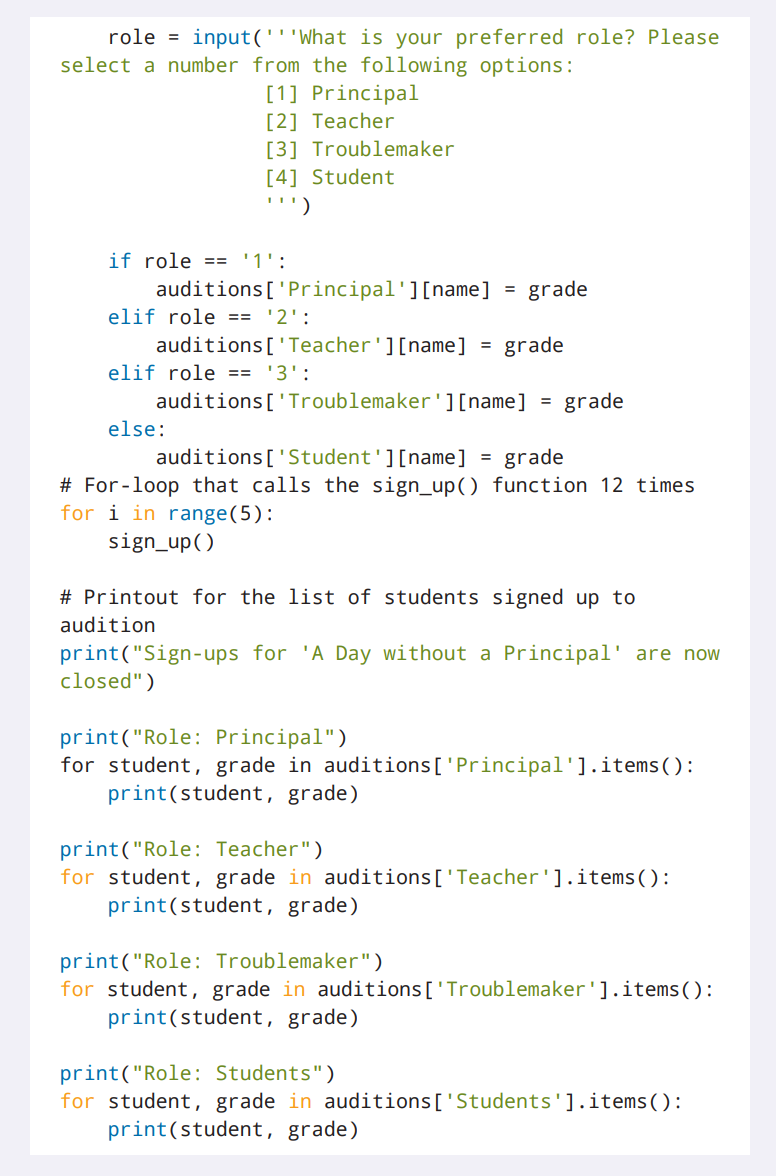 role = input('''What is your preferred role? Please
select a number from the following options:
                 [1] Principal
                 [2] Teacher
                 [3] Troublemaker
                 [4] Student
                 ''')

    if role == '1':
        auditions['Principal'][name] = grade
    elif role == '2':
        auditions['Teacher'][name] = grade
    elif role == '3':
        auditions['Troublemaker'][name] = grade
    else:
        auditions['Student'][name] = grade
# For-loop that calls the sign_up() function 12 times
for i in range(5):
    sign_up()

# Printout for the list of students signed up to
audition
print("Sign-ups for 'A Day without a Principal' are now
closed")

print("Role: Principal")
for student, grade in auditions['Principal'].items():
    print(student, grade)

print("Role: Teacher")
for student, grade in auditions['Teacher'].items():
    print(student, grade)

print("Role: Troublemaker")
for student, grade in auditions['Troublemaker'].items():
    print(student, grade)

print("Role: Students")
for student, grade in auditions['Students'].items():
    print(student, grade)